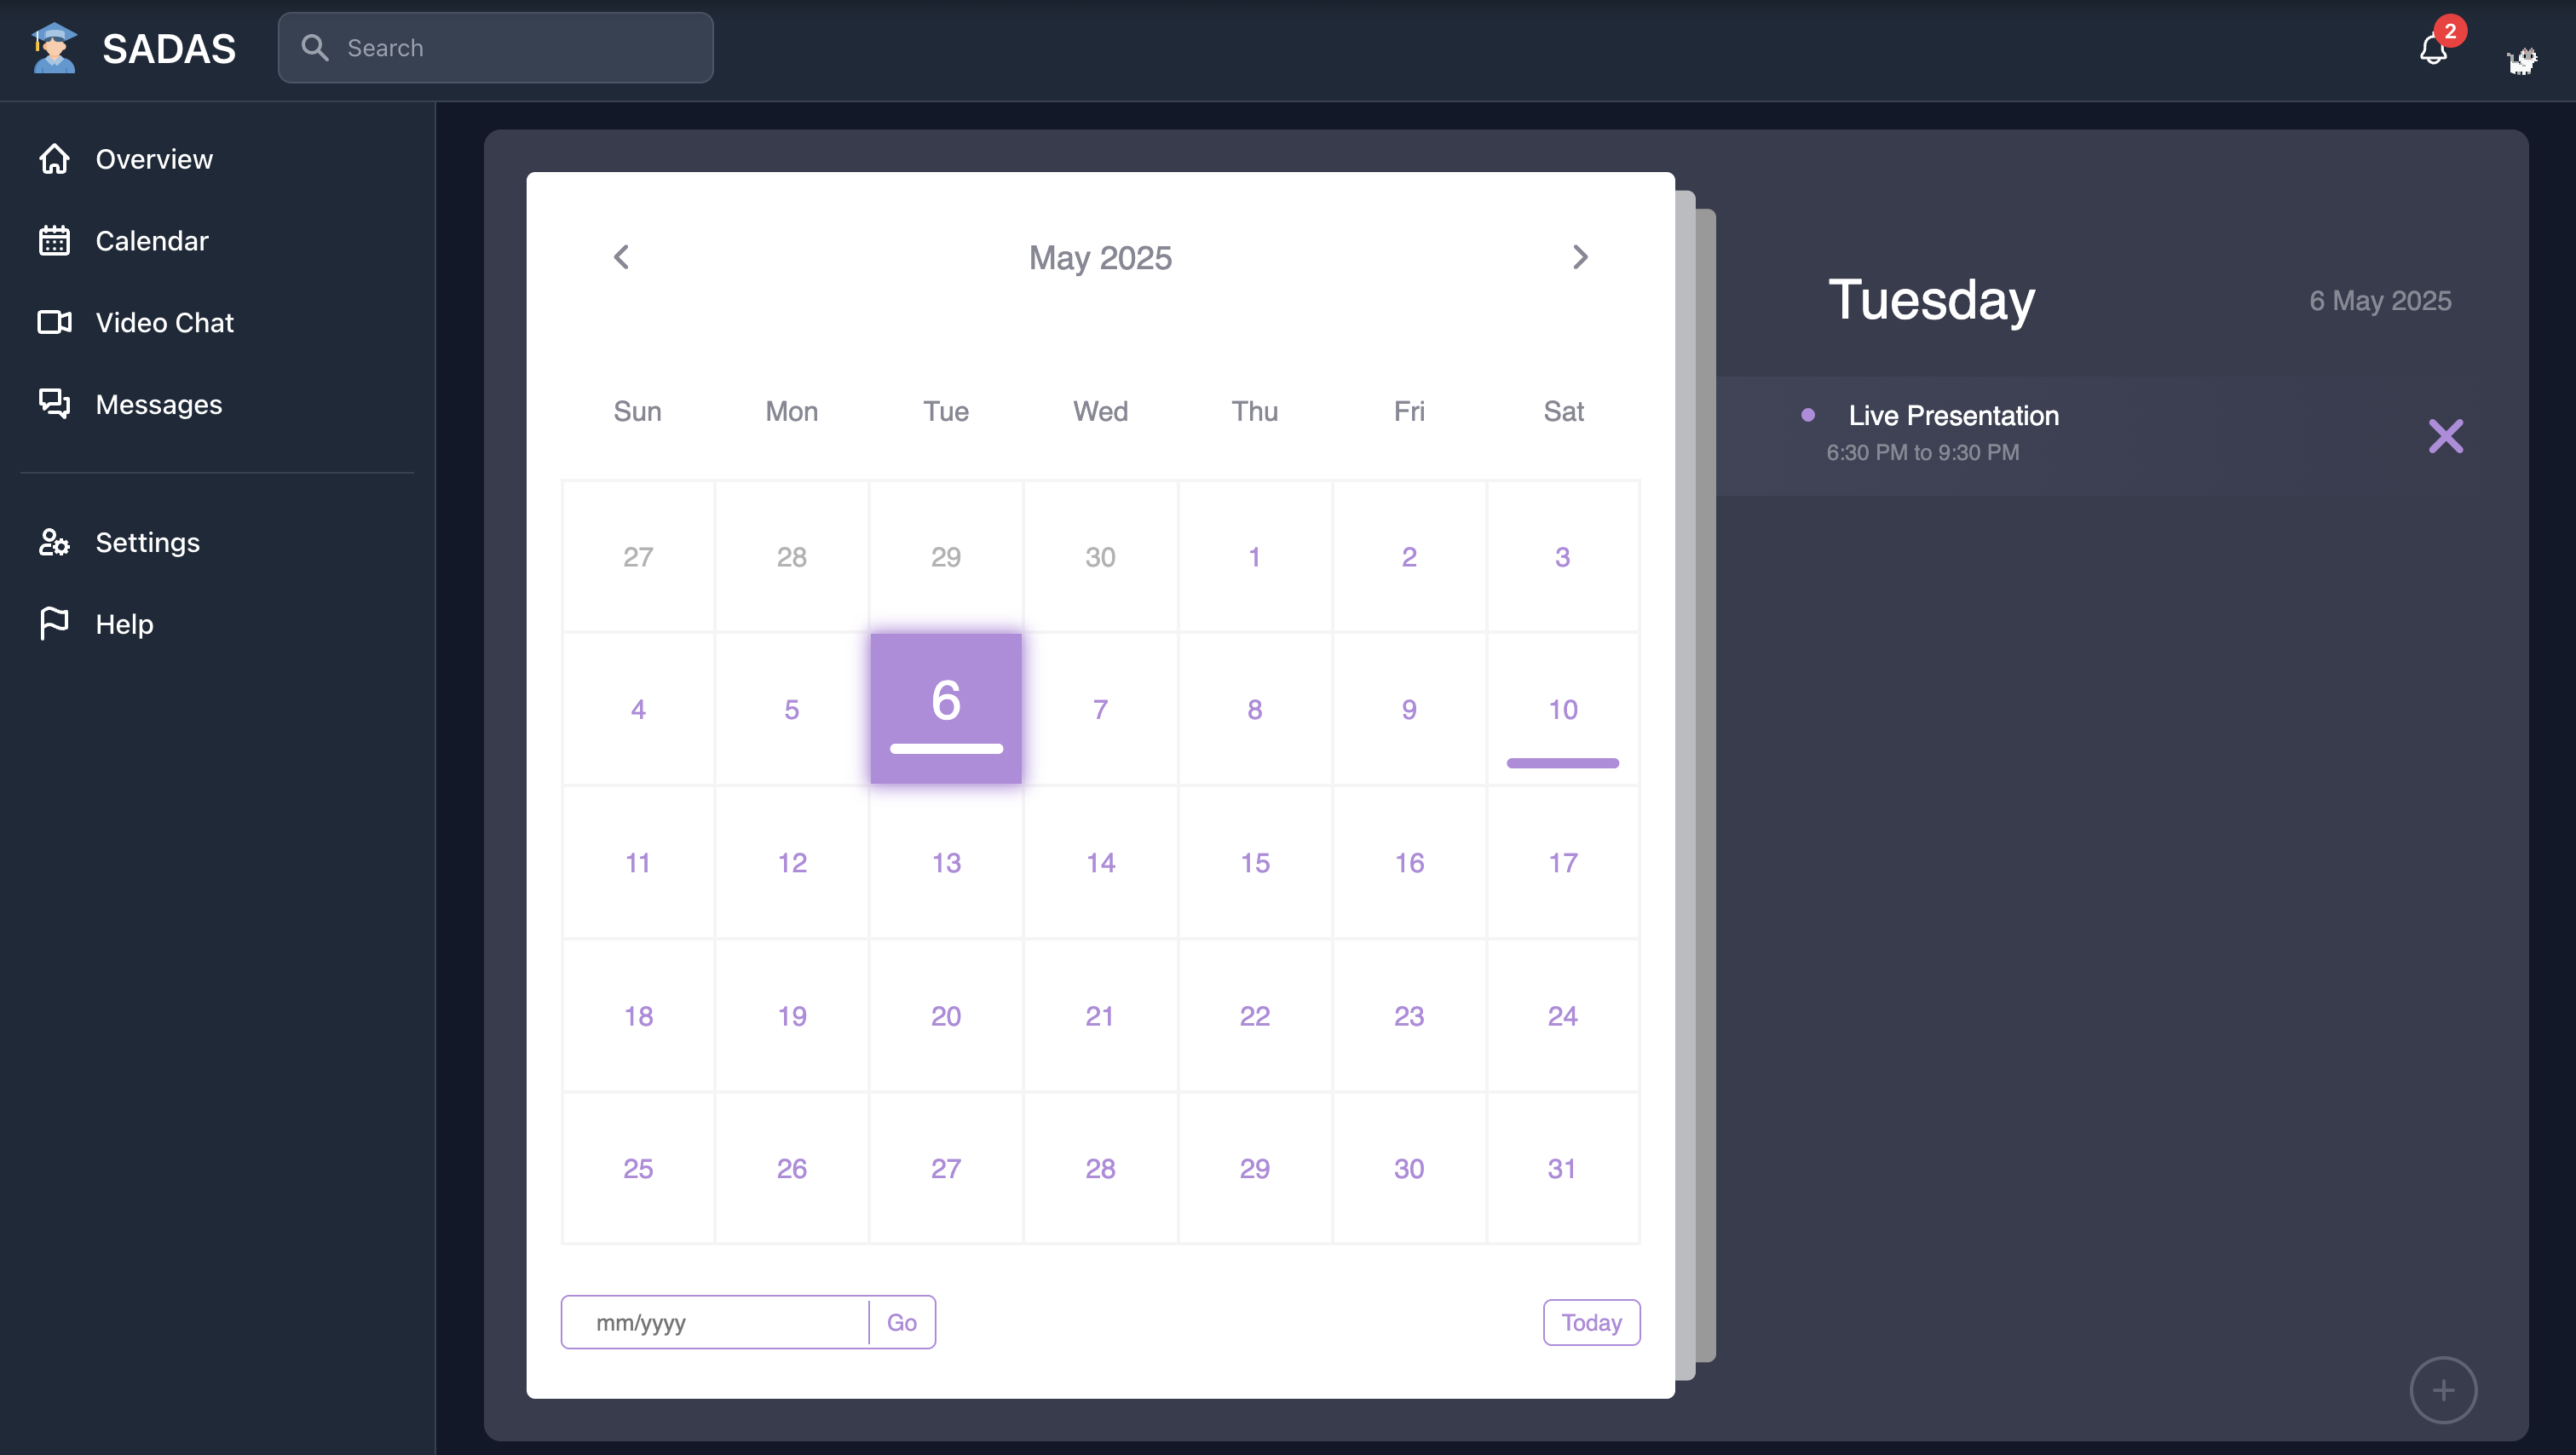 SADAS
Search
2
Overview
Calendar
Video Chat
Messages
Settings
Help
May 2025
Sun Mon Tue Wed Thu Fri Sat
27 28 29 30 1 2 3
4 5 6 7 8 9 10
11 12 13 14 15 16 17
18 19 20 21 22 23 24
25 26 27 28 29 30 31
mm/yyyy Go Today
Tuesday 6 May 2025
Live Presentation
6:30 PM to 9:30 PM